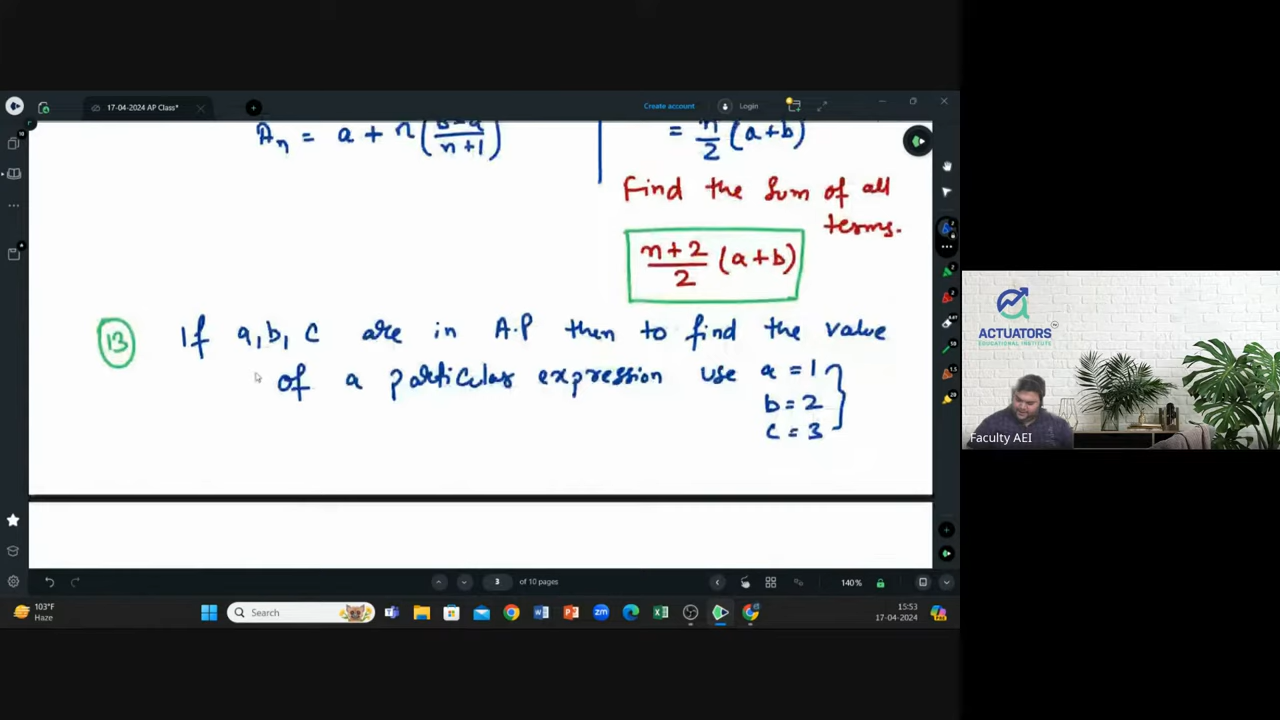 Create account
Login
17-04-2024 AP Class*
Aₙ = a + n(b-a/n+1)
= n/2 (a+b)
Find the sum of all
terms.
n+2/2 (a+b)
13 If a, b, c are in A.P then to find the value
of a particular expression use a = 1
b = 2
c = 3
ACTUATORS
EDUCATIONAL INSTITUTE
Faculty AEI
3 of 10 pages
140%
103°F
Haze
Search
15:53
17-04-2024